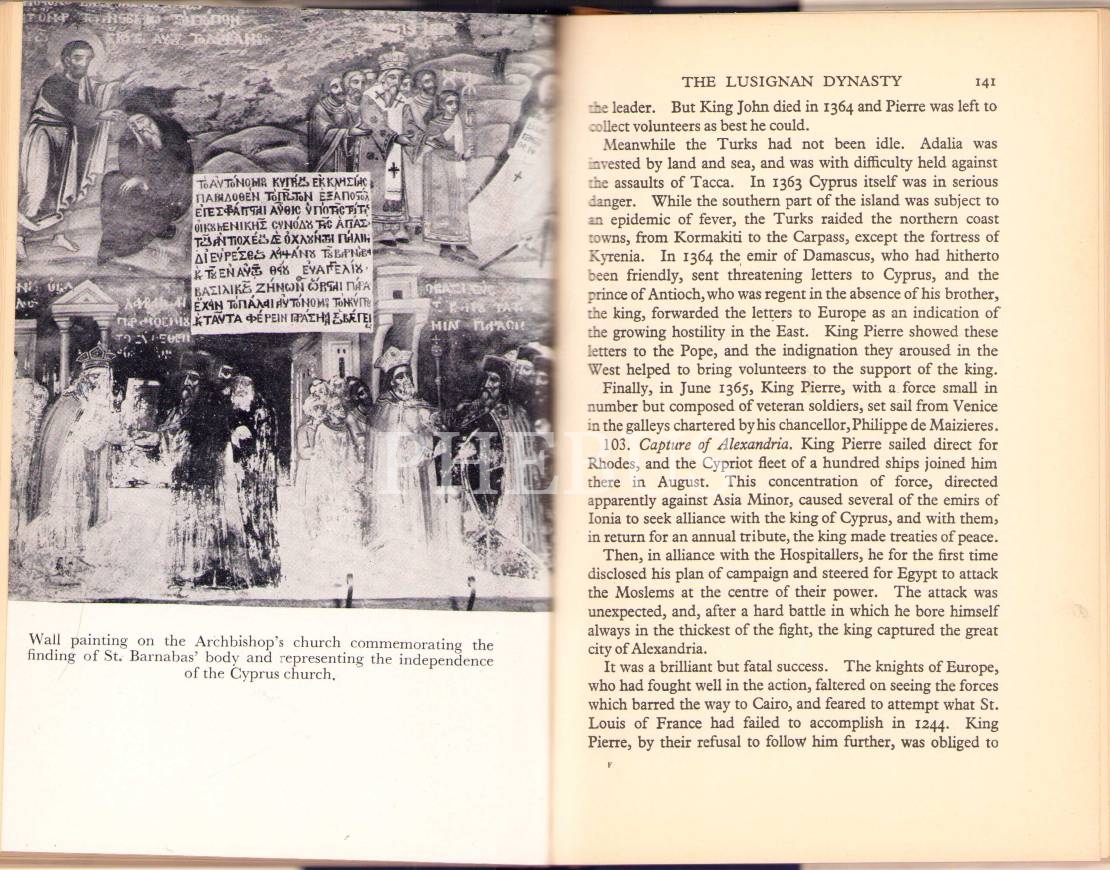 ΤΟ ΑΥΤΟΝΟΜΟΝ
Wall painting on the Archbishop's church commemorating the
finding of St. Barnabas' body and representing the independence
of the Cyprus church.
THE LUSIGNAN DYNASTY 141
the leader. But King John died in 1364 and Pierre was left to
collect volunteers as best he could.
Meanwhile the Turks had not been idle. Adalia was
invested by land and sea, and was with difficulty held against
the assaults of Tacca. In 1363 Cyprus itself was in serious
danger. While the southern part of the island was subject to
an epidemic of fever, the Turks raided the northern coast
towns, from Kormakiti to the Carpass, except the fortress of
Kyrenia. In 1364 the emir of Damascus, who had hitherto
been friendly, sent threatening letters to Cyprus, and the
prince of Antioch, who was regent in the absence of his brother,
the king, forwarded the letters to Europe as an indication of
the growing hostility in the East. King Pierre showed these
letters to the Pope, and the indignation they aroused in the
West helped to bring volunteers to the support of the king.
Finally, in June 1365, King Pierre, with a force small in
number but composed of veteran soldiers, set sail from Venice
in the galleys chartered by his chancellor, Philippe de Maizieres.
103. Capture of Alexandria. King Pierre sailed direct for
Rhodes, and the Cypriot fleet of a hundred ships joined him
there in August. This concentration of force, directed
apparently against Asia Minor, caused several of the emirs of
Ionia to seek alliance with the king of Cyprus, and with them,
in return for an annual tribute, the king made treaties of peace.
Then, in alliance with the Hospitallers, he for the first time
disclosed his plan of campaign and steered for Egypt to attack
the Moslems at the centre of their power. The attack was
unexpected, and, after a hard battle in which he bore himself
always in the thickest of the fight, the king captured the great
city of Alexandria.
It was a brilliant but fatal success. The knights of Europe,
who had fought well in the action, faltered on seeing the forces
which barred the way to Cairo, and feared to attempt what St.
Louis of France had failed to accomplish in 1244. King
Pierre, by their refusal to follow him further, was obliged to
F